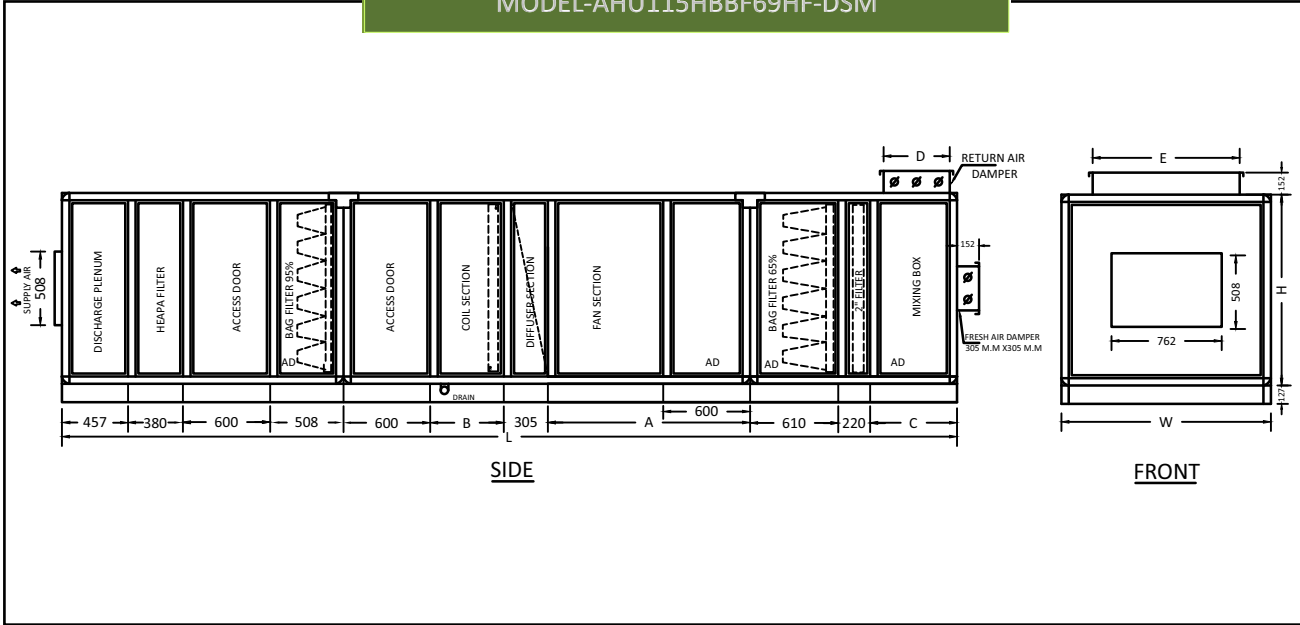 MODEL-AHU115HBBF69HF-DSM
D
RETURN AIR
DAMPER
E
152
SUPPLY AIR
508
DISCHARGE PLENUM
HEAPA FILTER
ACCESS DOOR
BAG FILTER 95%
AD
ACCESS DOOR
COIL SECTION
DIFFUSER SECTION
FAN SECTION
AD
BAG FILTER 65%
AD
2" FILTER
MIXING BOX
AD
152
FRESH AIR DAMPER
305 M.M X305 M.M
508
762
H
127
DRAIN
457
380
600
508
600
B
305
A
600
610
220
C
L
W
SIDE
FRONT